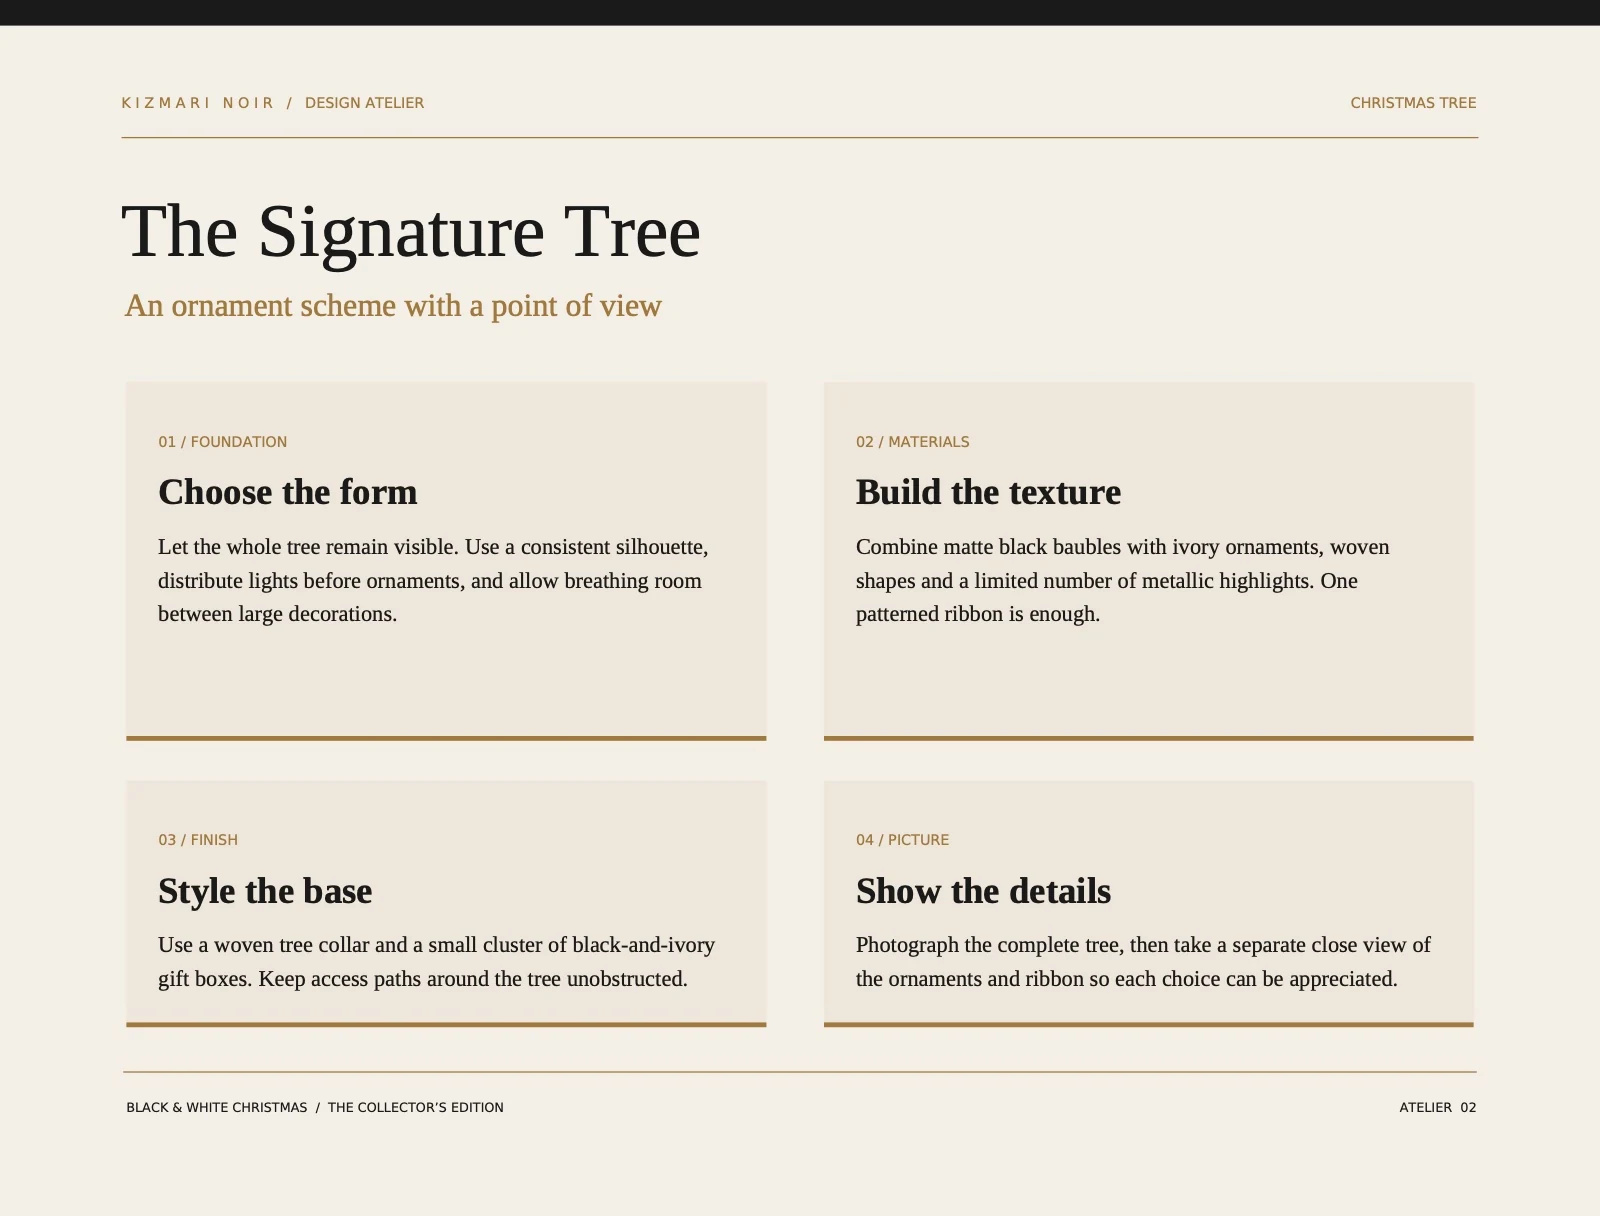 KIZMARI NOIR / DESIGN ATELIER
CHRISTMAS TREE
The Signature Tree
An ornament scheme with a point of view
01 / FOUNDATION
Choose the form
Let the whole tree remain visible. Use a consistent silhouette,
distribute lights before ornaments, and allow breathing room
between large decorations.
02 / MATERIALS
Build the texture
Combine matte black baubles with ivory ornaments, woven
shapes and a limited number of metallic highlights. One
patterned ribbon is enough.
03 / FINISH
Style the base
Use a woven tree collar and a small cluster of black-and-ivory
gift boxes. Keep access paths around the tree unobstructed.
04 / PICTURE
Show the details
Photograph the complete tree, then take a separate close view of
the ornaments and ribbon so each choice can be appreciated.
BLACK & WHITE CHRISTMAS / THE COLLECTOR’S EDITION
ATELIER 02